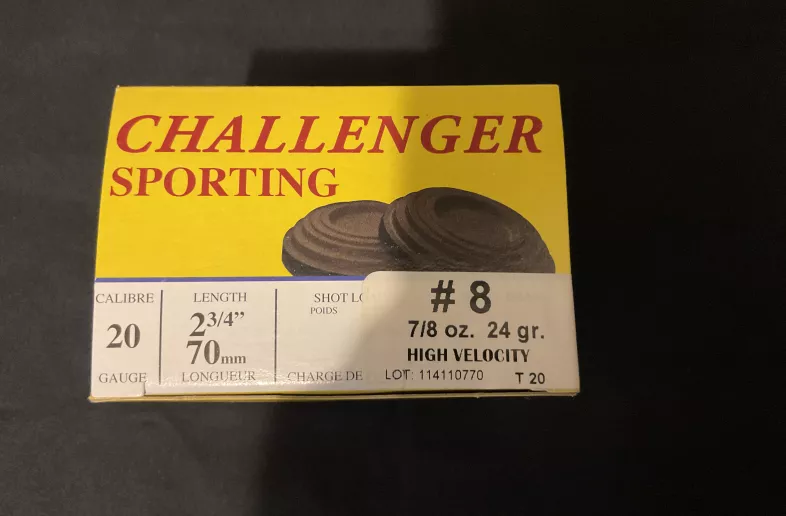 CHALLENGER
SPORTING
CALIBRE
20
GAUGE
LENGTH
2 3/4”
70mm
LONGUEUR
SHOT
POIDS
CHARGE DE
# 8
7/8 oz. 24 gr.
HIGH VELOCITY
LOT: 114110770 T 20